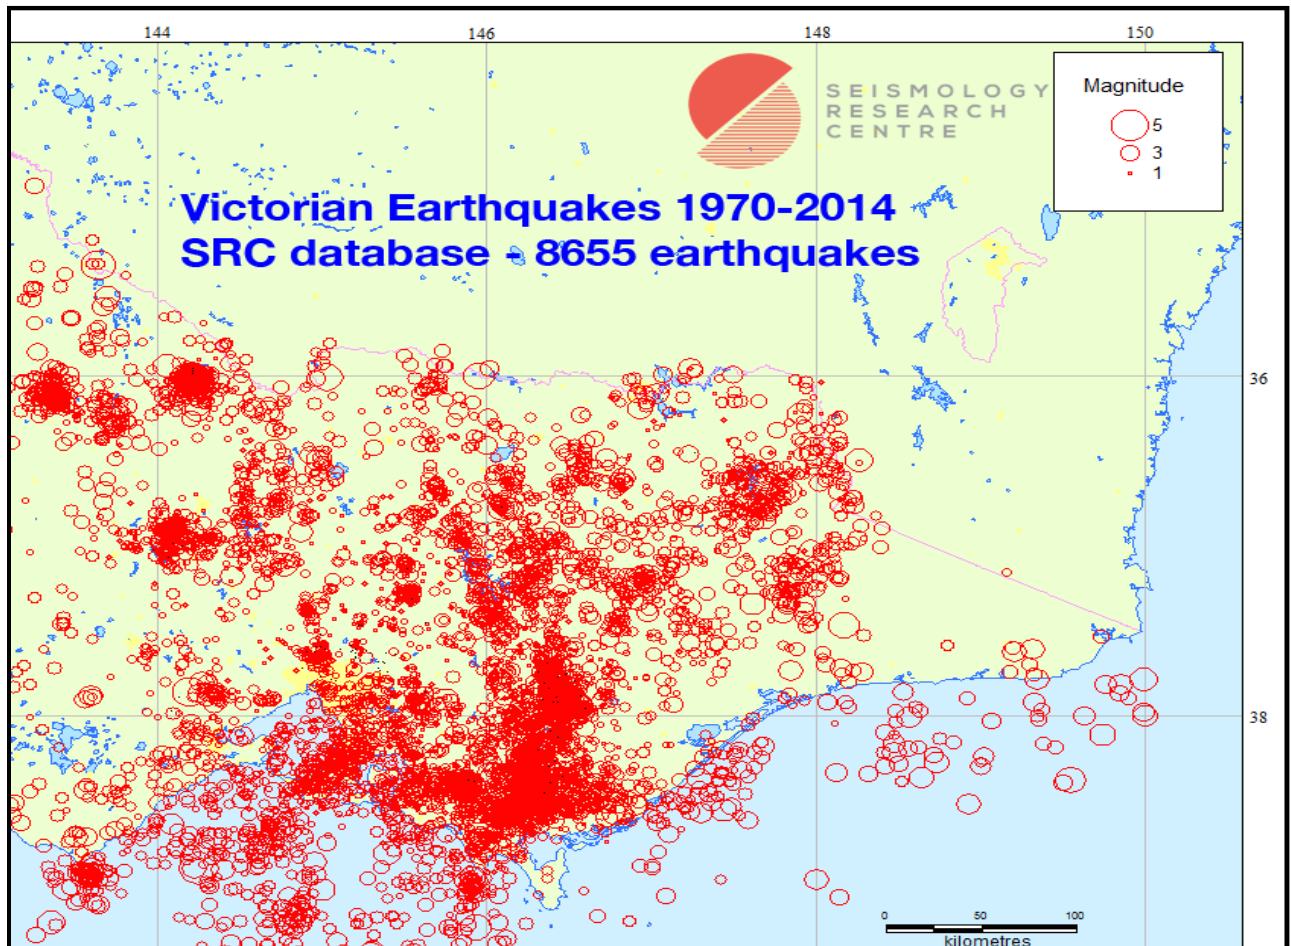 144 146 148 150
SEISMOLOGY
RESEARCH
CENTRE
Magnitude
5
3
1
Victorian Earthquakes 1970-2014
SRC database - 8655 earthquakes
36
38
0 50 100
kilometres